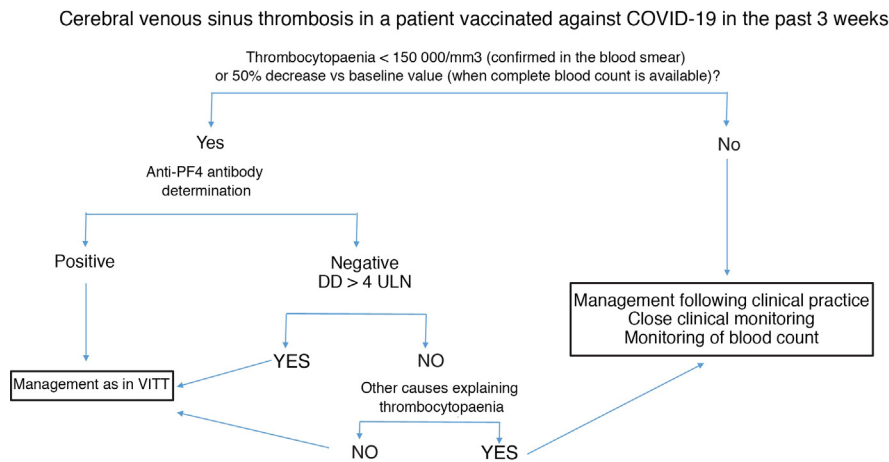 Cerebral venous sinus thrombosis in a patient vaccinated against COVID-19 in the past 3 weeks
Thrombocytopaenia < 150 000/mm3 (confirmed in the blood smear)
or 50% decrease vs baseline value (when complete blood count is available)?
Yes
No
Anti-PF4 antibody
determination
Positive
Negative
DD > 4 ULN
Management following clinical practice
Close clinical monitoring
Monitoring of blood count
YES
NO
Management as in VITT
Other causes explaining
thrombocytopaenia
NO
YES